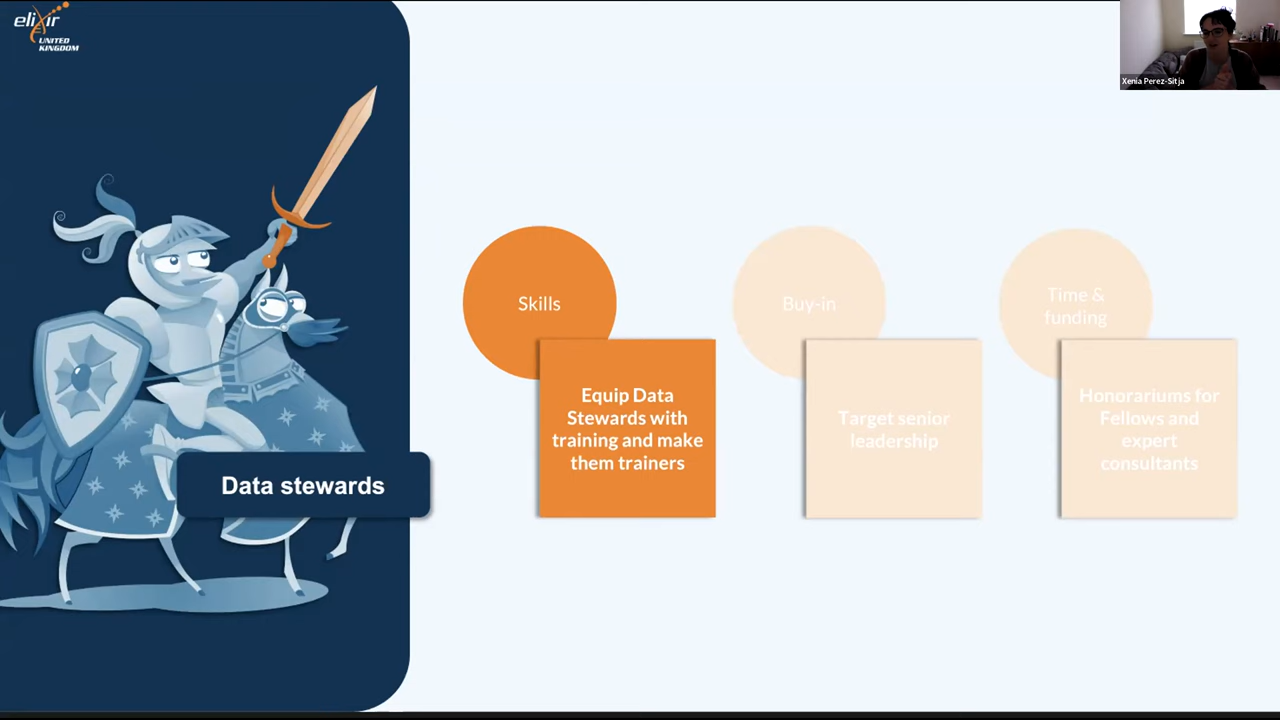 elixir
UNITED
KINGDOM
Xenia Perez-Sitja
Data stewards
Skills
Equip Data
Stewards with
training and make
them trainers
Buy-in
Target senior
leadership
Time &
funding
Honorariums for
Fellows and
expert
consultants